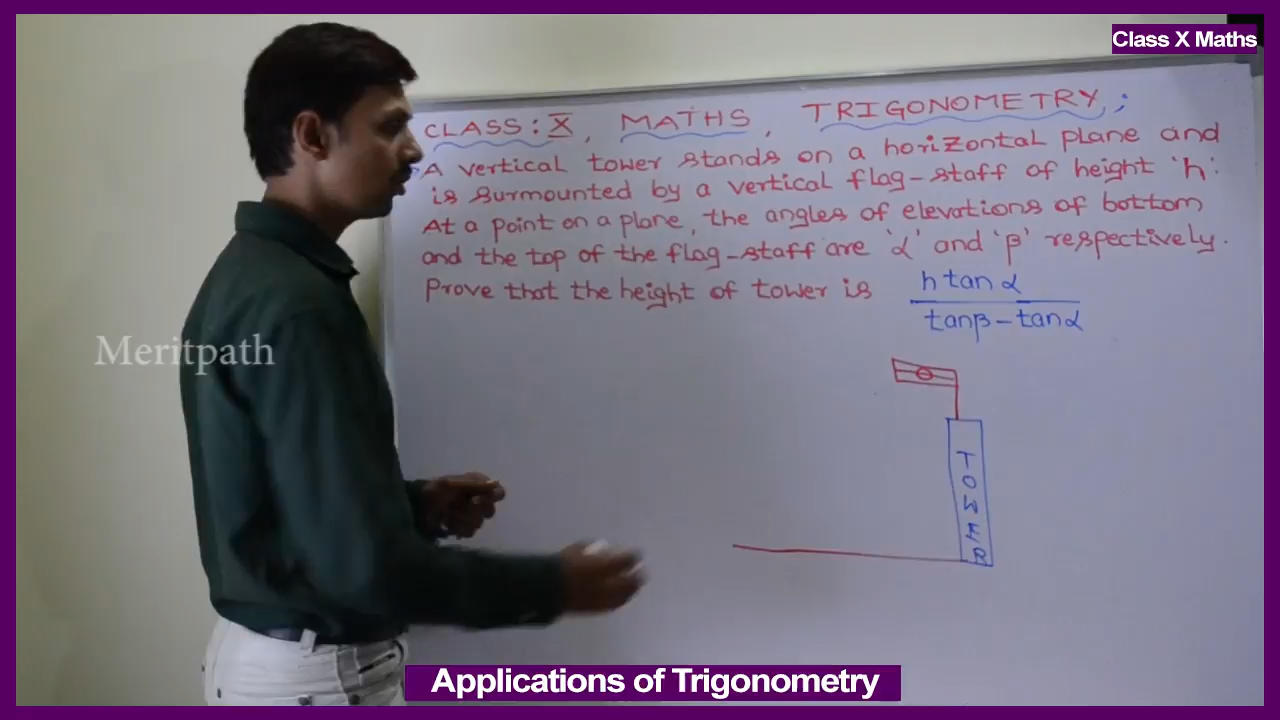 Class X Maths
CLASS: X, MATHS, TRIGONOMETRY;
A vertical tower stands on a horizontal plane and
is surmounted by a vertical flag-staff of height 'h'.
At a point on a plane, the angles of elevations of bottom
and the top of the flag-staff are 'α' and 'β' respectively.
Prove that the height of tower is
h tan α
tanβ - tanα
Meritpath
TOWER
Applications of Trigonometry